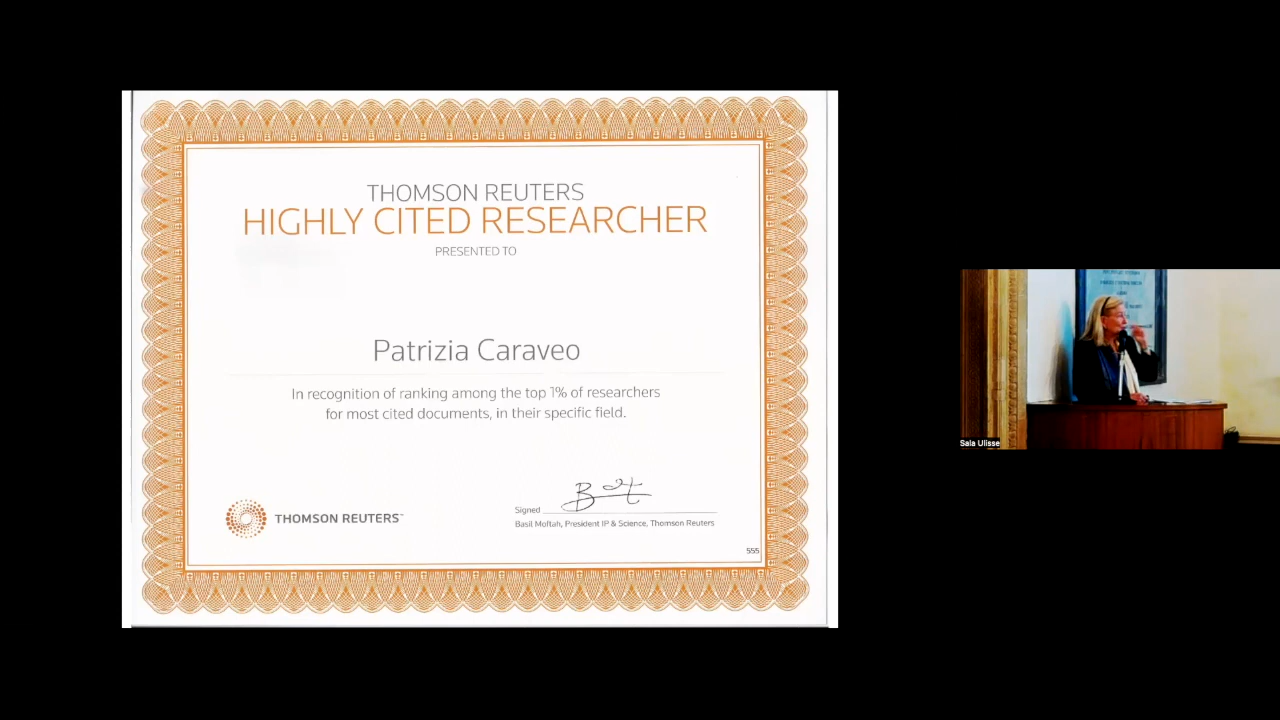 THOMSON REUTERS
HIGHLY CITED RESEARCHER
PRESENTED TO
Patrizia Caraveo
In recognition of ranking among the top 1% of researchers
for most cited documents, in their specific field.
Signed
THOMSON REUTERS™
Basil Moftah, President IP & Science, Thomson Reuters
555
Sala Ulisse